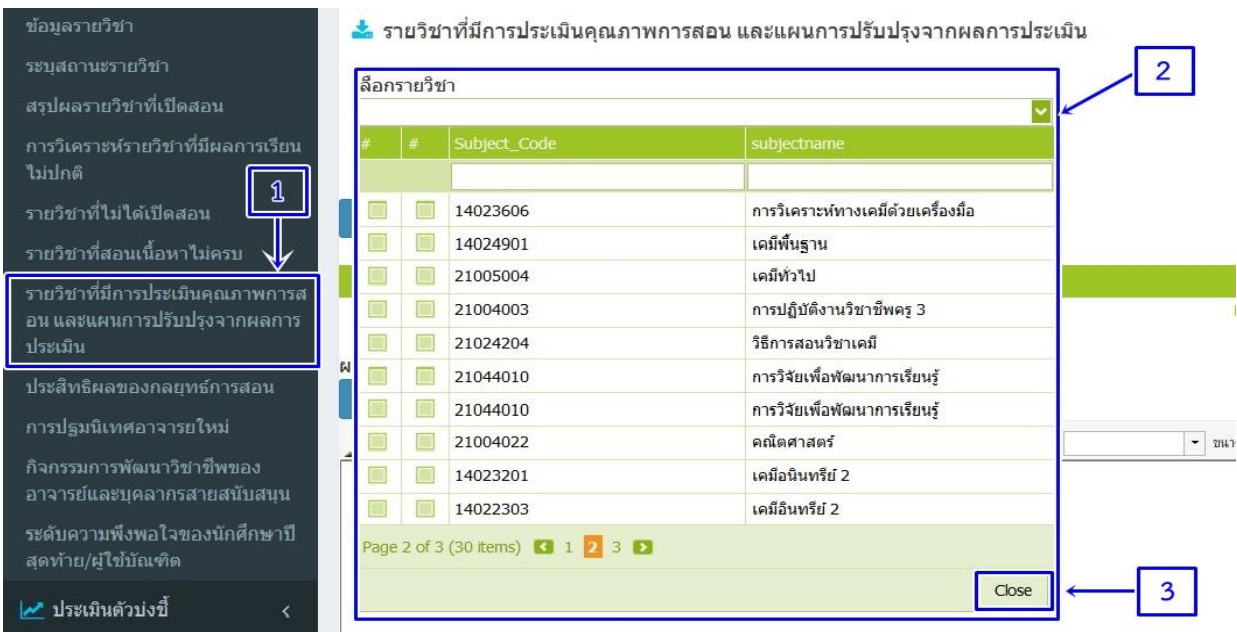 ข้อมูลรายวิชา
ระบุสถานะรายวิชา
สรุปผลรายวิชาที่เปิดสอน
การวิเคราะห์รายวิชาที่มีผลการเรียน
ไม่ปกติ
1
รายวิชาที่ไม่ได้เปิดสอน
รายวิชาที่สอนเนื้อหาไม่ครบ
รายวิชาที่มีการประเมินคุณภาพการส
อน และแผนการปรับปรุงจากผลการ
ประเมิน
ประสิทธิผลของกลยุทธ์การสอน
การปฐมนิเทศอาจารย์ใหม่
กิจกรรมการพัฒนาวิชาชีพของ
อาจารย์และบุคลากรสายสนับสนุน
ระดับความพึงพอใจของนักศึกษาปี
สุดท้าย/ผู้ใช้บัณฑิต
ประเมินตัวบ่งชี้ <
รายวิชาที่มีการประเมินคุณภาพการสอน และแผนการปรับปรุงจากผลการประเมิน
2
ลือกรายวิชา
# # Subject_Code subjectname
14023606 การวิเคราะห์ทางเคมีด้วยเครื่องมือ
14024901 เคมีพื้นฐาน
21005004 เคมีทั่วไป
21004003 การปฏิบัติงานวิชาชีพครู 3
21024204 วิธีการสอนวิชาเคมี
ผ
21044010 การวิจัยเพื่อพัฒนาการเรียนรู้
21044010 การวิจัยเพื่อพัฒนาการเรียนรู้
21004022 คณิตศาสตร์
ขนา
14023201 เคมีอนินทรีย์ 2
14022303 เคมีอินทรีย์ 2
Page 2 of 3 (30 items) 1 2 3
Close
3